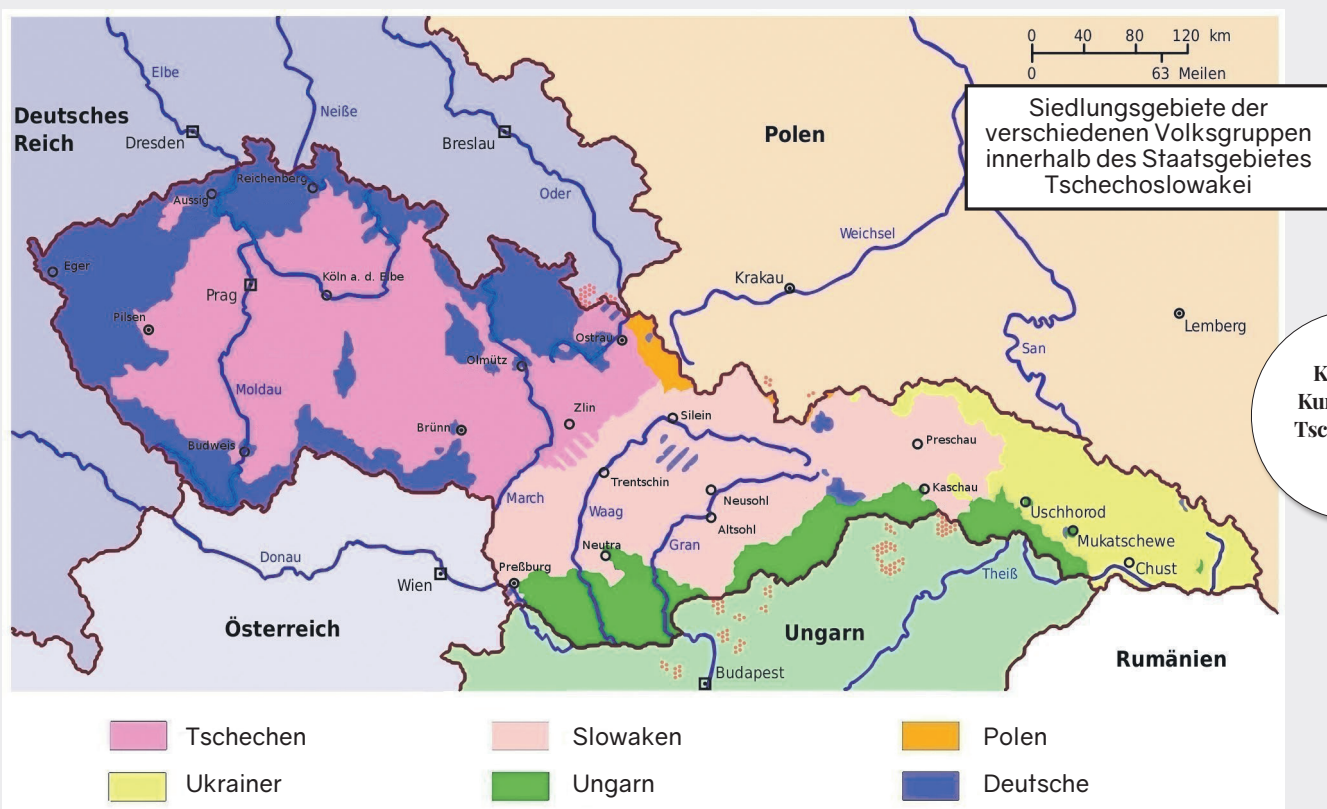 0 40 80 120 km
0 63 Meilen
Siedlungsgebiete der
verschiedenen Volksgruppen
innerhalb des Staatsgebietes
Tschechoslowakei
Deutsches
Reich
Elbe
Neiße
Dresden
Breslau
Polen
Reichenberg
Aussig
Oder
Weichsel
Eger
Köln a. d. Elbe
Prag
Krakau
Pilsen
Lemberg
Ostrau
San
Olmütz
Moldau
Zlin
Silein
Budweis
Brünn
Preschau
Trentschin
Kaschau
March
Waag
Neusohl
Altsohl
Uschhorod
Gran
Mukatschewe
Neutra
Donau
Preßburg
Theiß
Chust
Wien
Österreich
Ungarn
Rumänien
Budapest
K
Kur
Tsc
Tschechen
Slowaken
Polen
Ukrainer
Ungarn
Deutsche